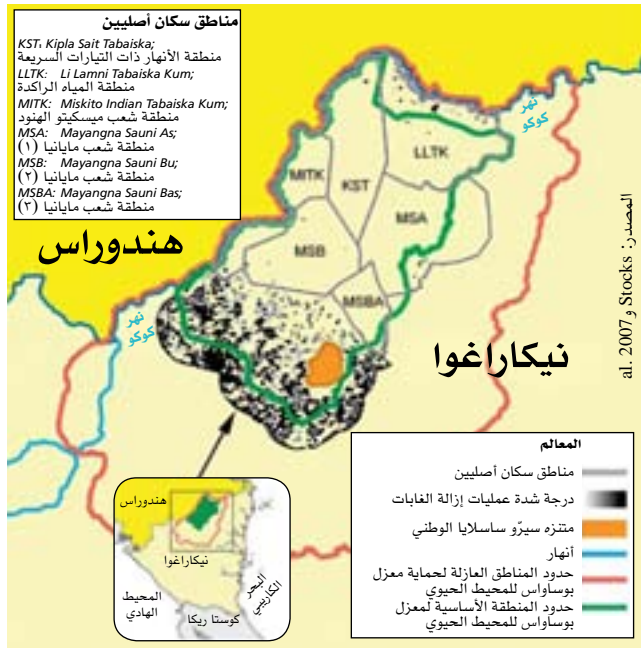 مناطق سكان أصليين
KST، Kipla Sait Tabaiska;
منطقة الأنهار ذات التيارات السريعة
LLTK: Li Lamni Tabaiska Kum;
منطقة المياه الراكدة
MITK: Miskito Indian Tabaiska Kum;
منطقة شعب ميسكيتو الهنود
MSA: Mayangna Sauni As;
منطقة شعب مايانيا (١)
MSB: Mayangna Sauni Bu;
منطقة شعب مايانيا (٢)
MSBA: Mayangna Sauni Bas;
منطقة شعب مايانيا (٣)
نهر
كوكو
LLTK
MITK
KST
MSA
MSB
MSBA
هندوراس
نهر
كوكو
نيكاراغوا
المصدر: Stocks و
al. 2007
المعالم
مناطق سكان أصليين
درجة شدة عمليات إزالة الغابات
متنزه سيرّو ساسلايا الوطني
أنهار
حدود المناطق العازلة لحماية معزل
بوساواس للمحيط الحيوي
حدود المنطقة الأساسية لمعزل
بوساواس للمحيط الحيوي
هندوراس
نيكاراغوا
البحر
الكاريبي
المحيط
الهادي
كوستا ريكا